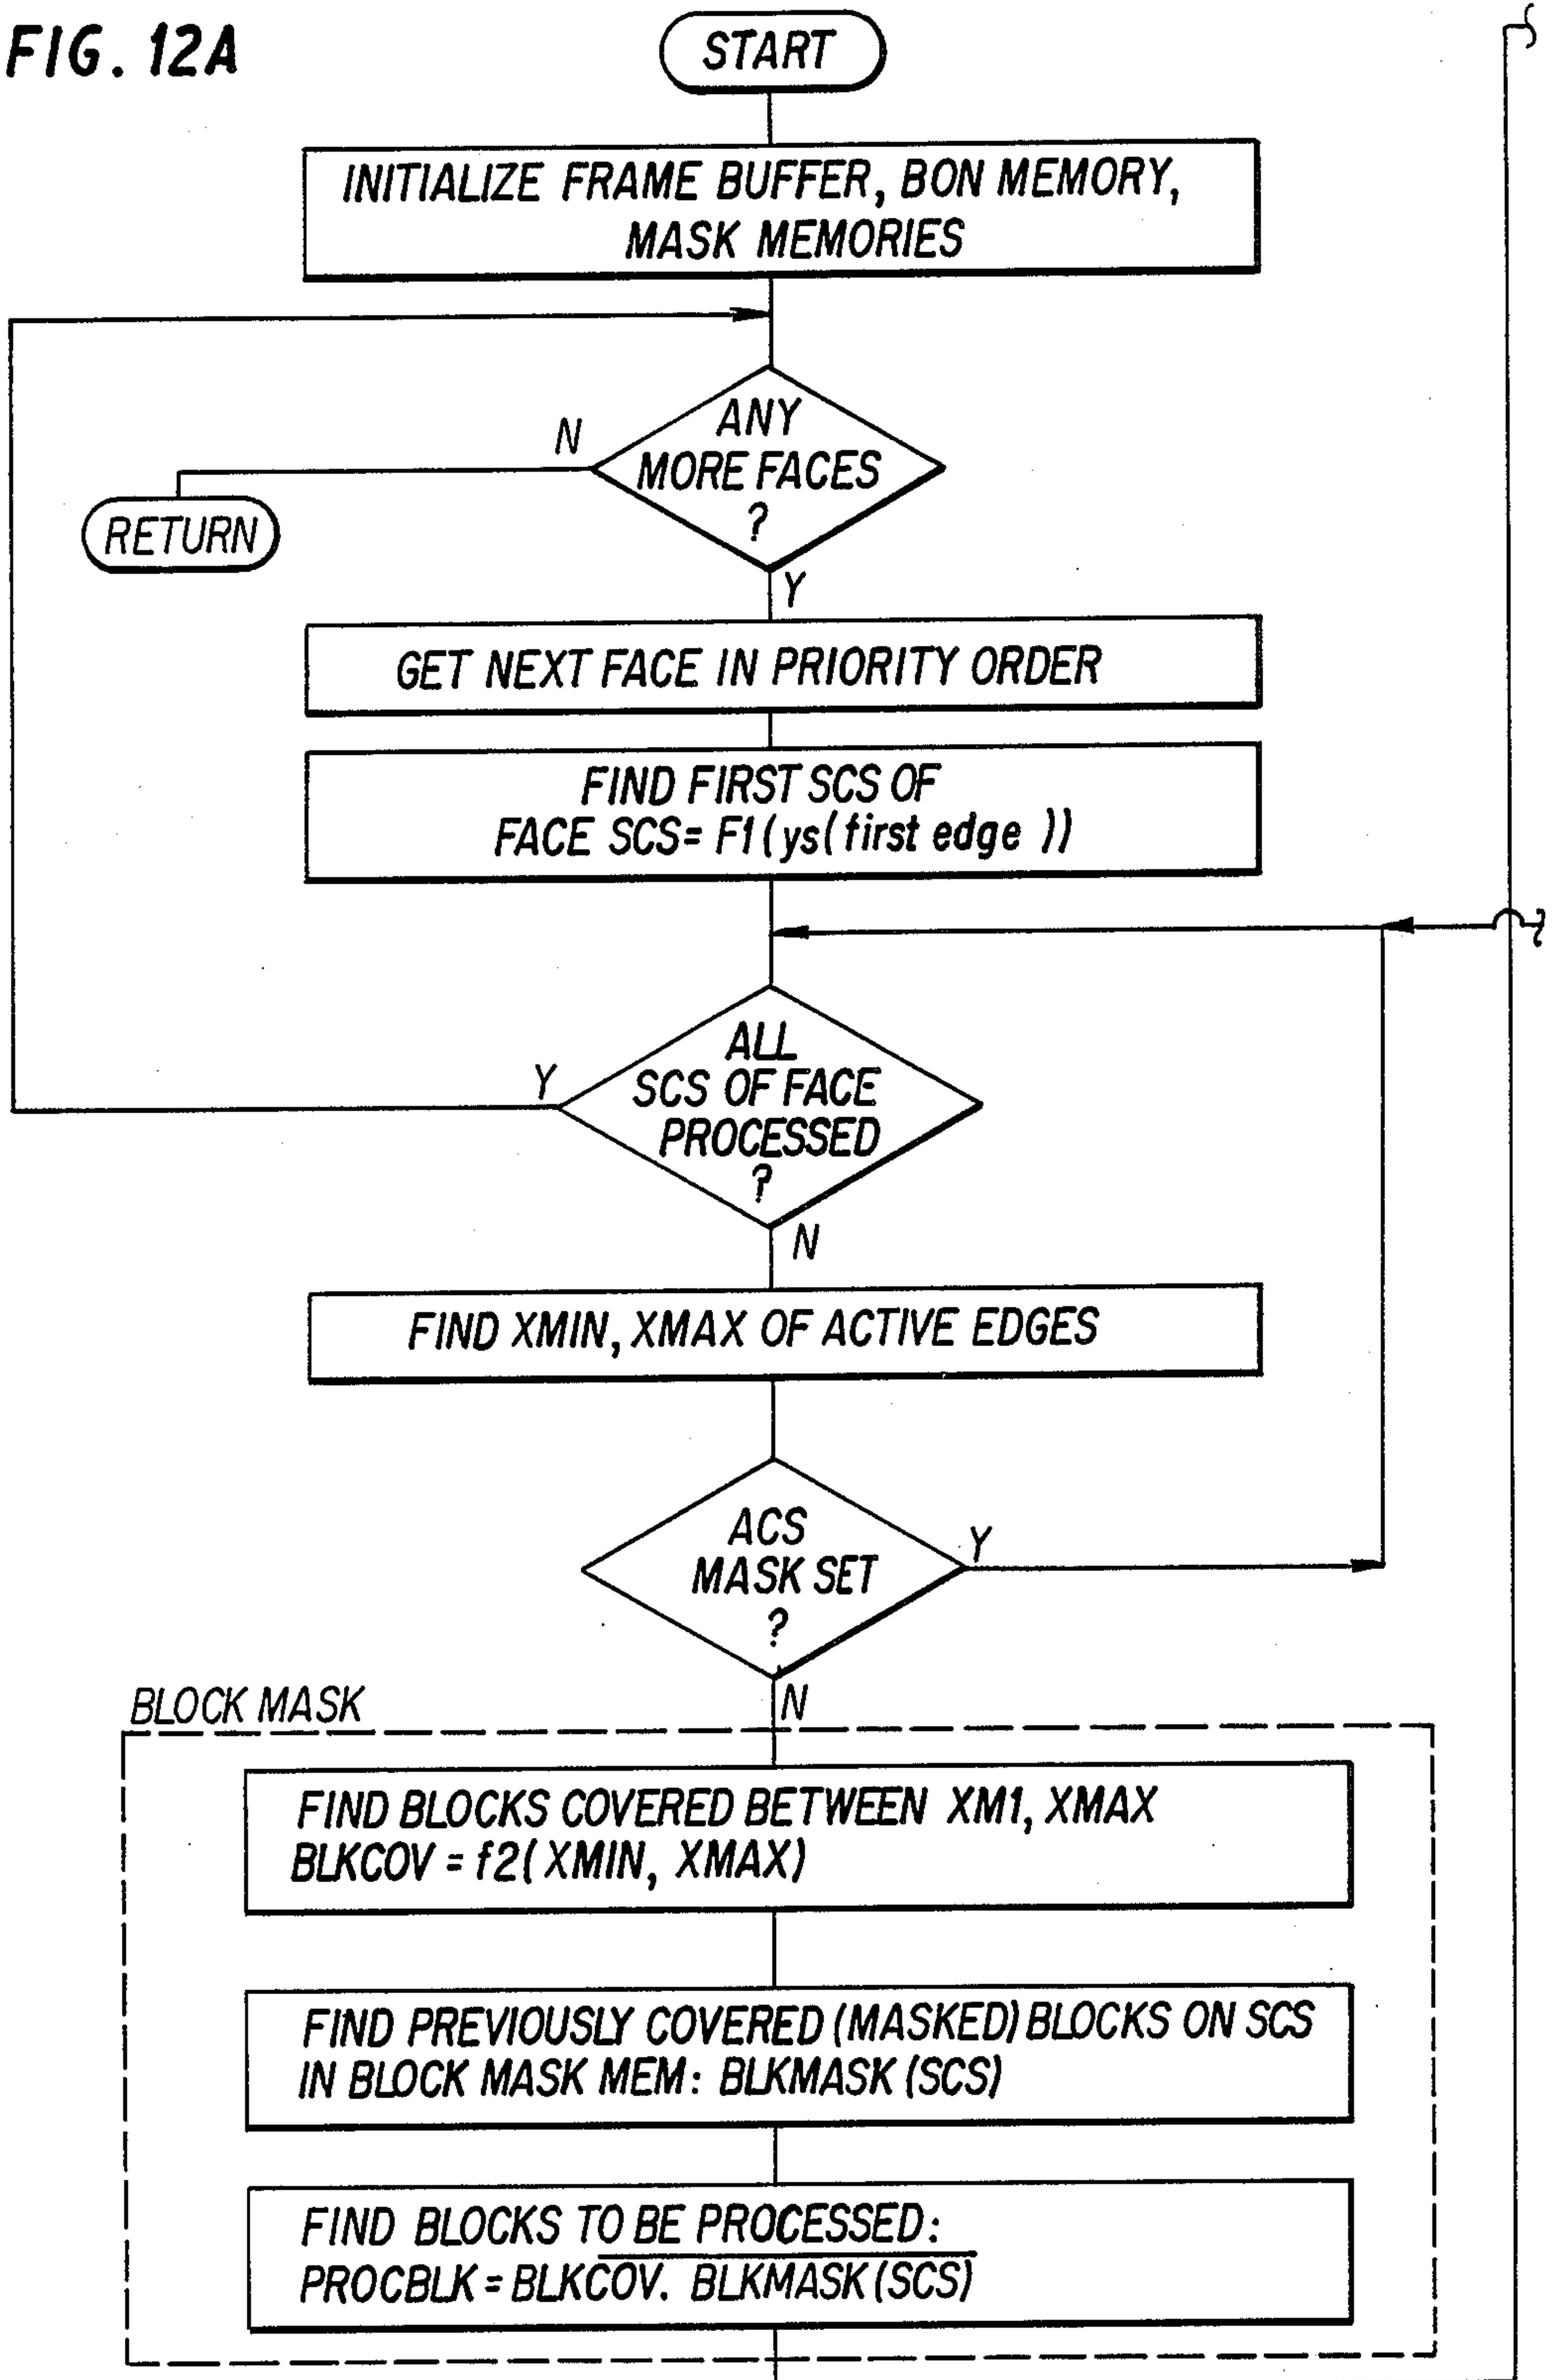 FIG. 12A
START
INITIALIZE FRAME BUFFER, BON MEMORY,
MASK MEMORIES
ANY
MORE FACES
?
N
RETURN
Y
GET NEXT FACE IN PRIORITY ORDER
FIND FIRST SCS OF
FACE SCS= F1(ys(first edge ))
ALL
SCS OF FACE
PROCESSED
?
Y
N
FIND XMIN, XMAX OF ACTIVE EDGES
ACS
MASK SET
?
Y
N
BLOCK MASK
FIND BLOCKS COVERED BETWEEN XM1, XMAX
BLKCOV = f2(XMIN, XMAX)
FIND PREVIOUSLY COVERED (MASKED) BLOCKS ON SCS
IN BLOCK MASK MEM: BLKMASK (SCS)
FIND BLOCKS TO BE PROCESSED:
PROCBLK = BLKCOV. BLKMASK (SCS)